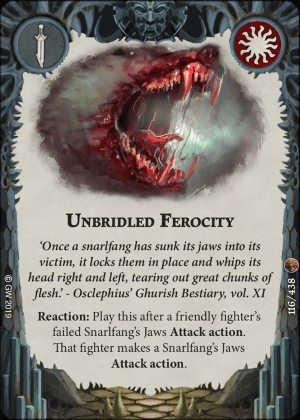 Unbridled Ferocity
‘Once a snarlfang has sunk its jaws into its
victim, it locks them in place and whips its
head right and left, tearing out great chunks of
flesh.’ - Osclephius’ Ghurish Bestiary, vol. XI
Reaction: Play this after a friendly fighter’s
failed Snarlfang’s Jaws Attack action.
That fighter makes a Snarlfang’s Jaws
Attack action.
© GW 2019
116/438